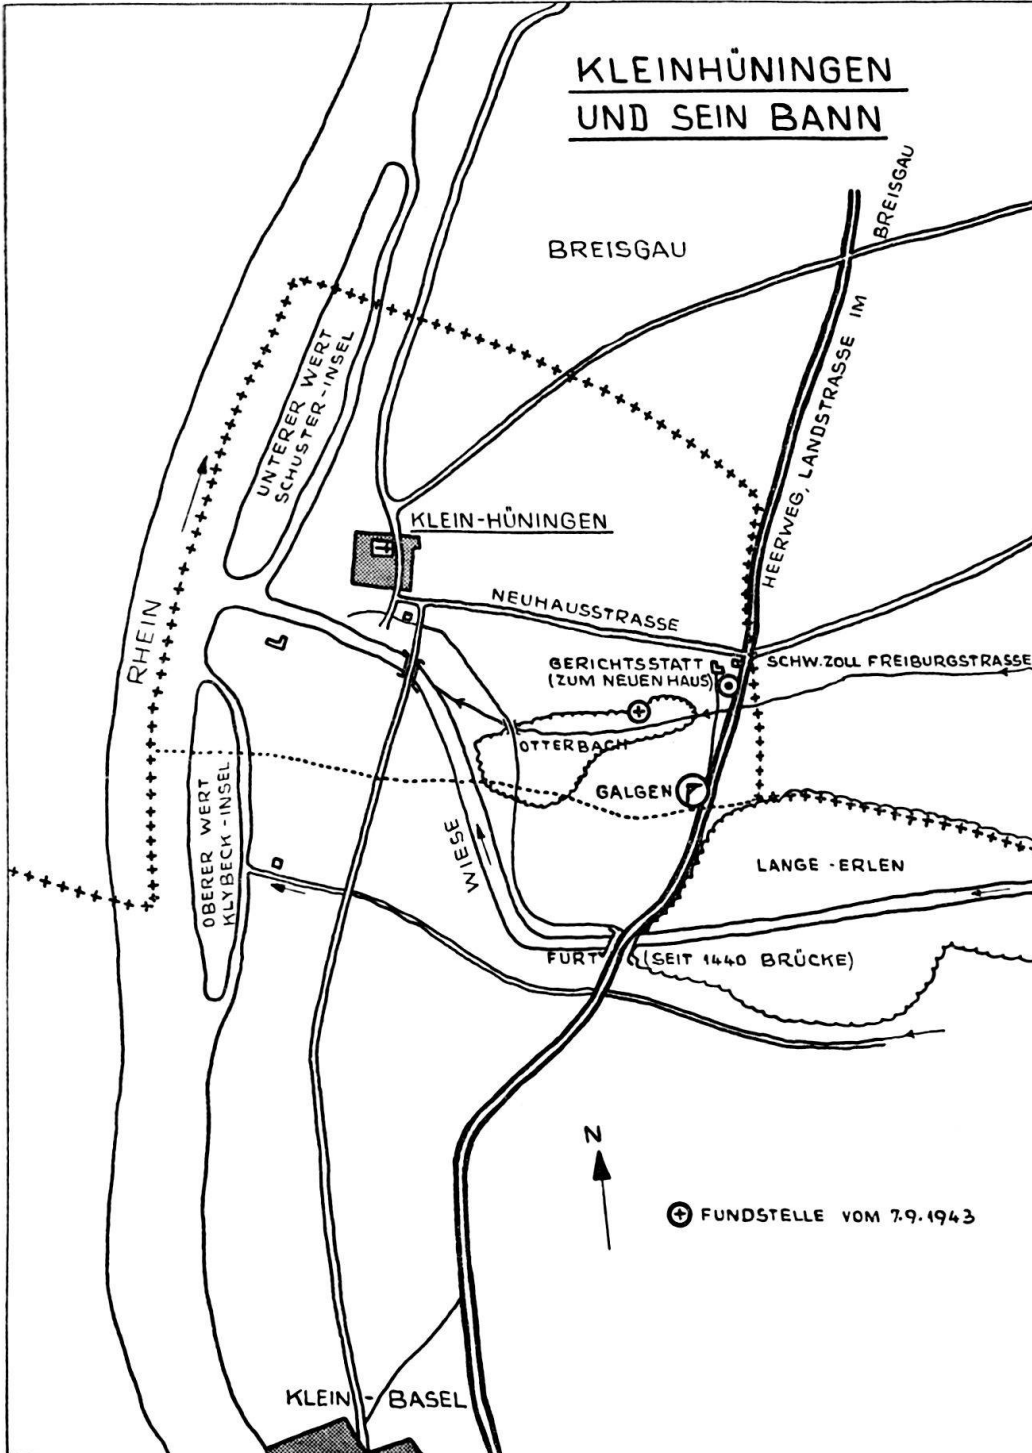 KLEINHÜNINGEN
UND SEIN BANN
BREISGAU
HEERWEG, LANDSTRASSE IM BREISGAU
UNTERER WERT
SCHUSTER-INSEL
KLEIN-HÜNINGEN
RHEIN
NEUHAUSSTRASSE
GERICHTSSTATT
(ZUM NEUEN HAUS)
SCHW. ZOLL FREIBURGSTRASSE
OTTERBACH
GALGEN
OBERER WERT
KLYBECK-INSEL
WIESE
LANGE-ERLEN
FURT (SEIT 1440 BRÜCKE)
N
FUNDSTELLE VOM 7.9.1943
KLEIN-BASEL